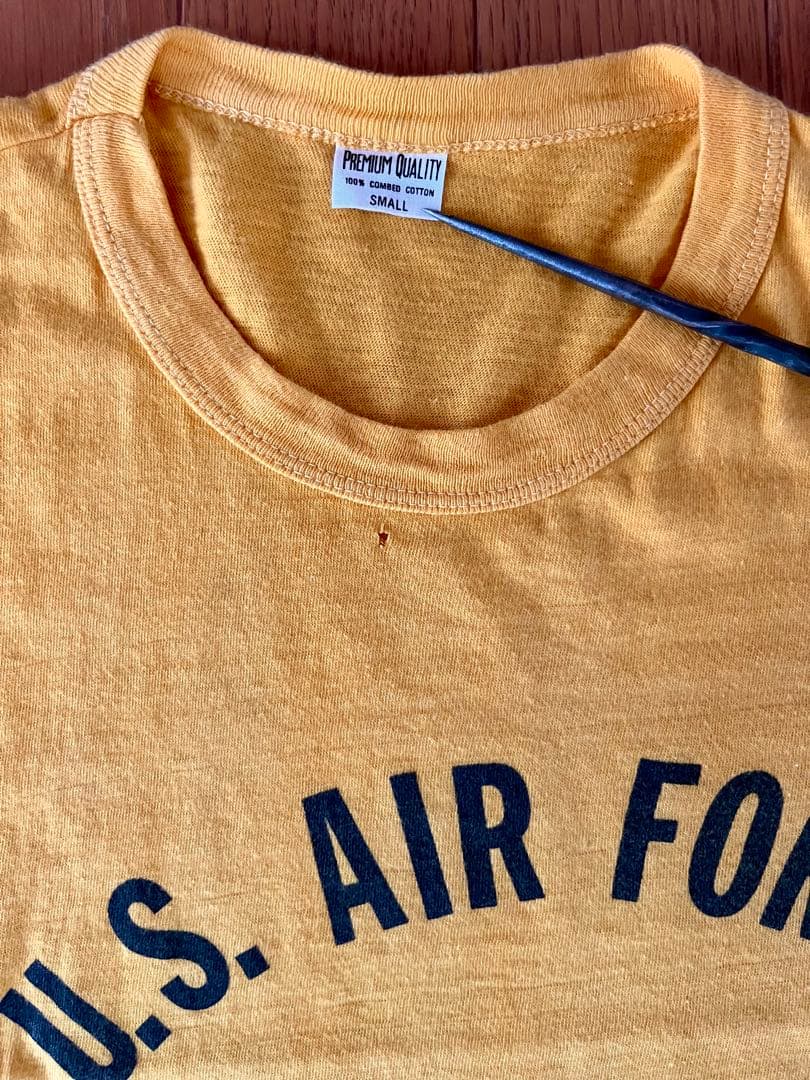 PREMIUM QUALITY
100% COMBED COTTON
SMALL
U.S. AIR FOR